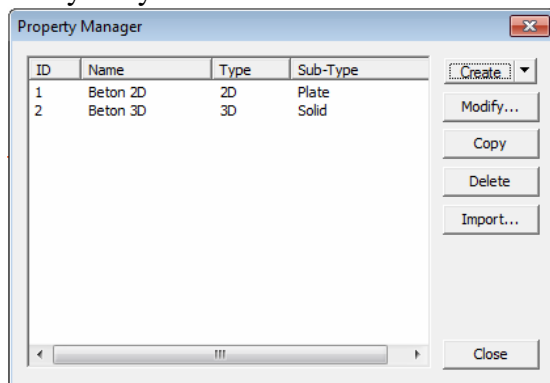 Property Manager
ID Name Type Sub-Type
1 Beton 2D 2D Plate
2 Beton 3D 3D Solid
Create
Modify...
Copy
Delete
Import...
Close